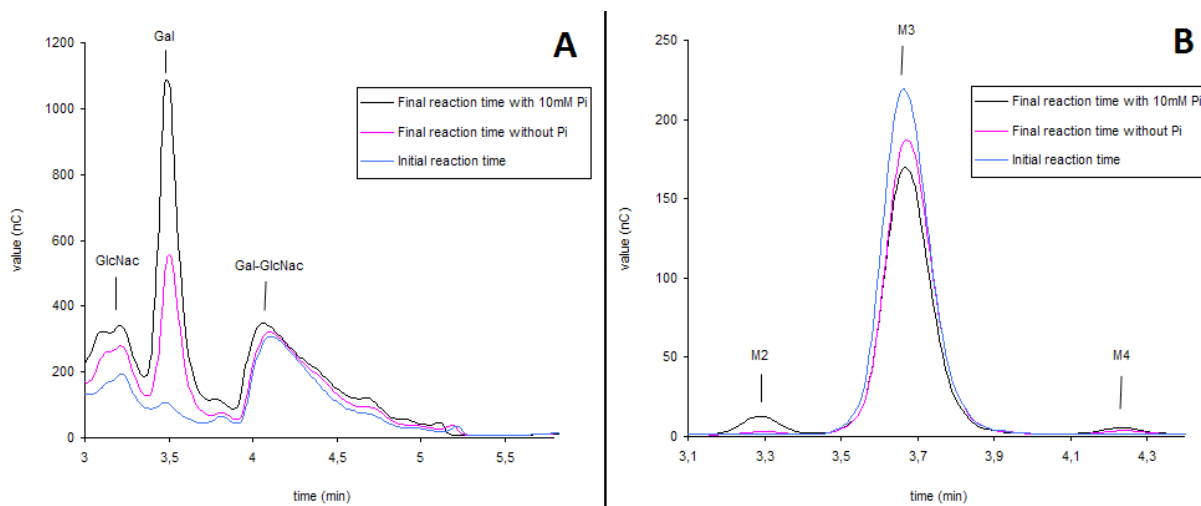 A
Gal
GlcNac
Gal-GlcNac
Final reaction time with 10mM Pi
Final reaction time without Pi
Initial reaction time
value (nC)
1200
1000
800
600
400
200
0
3
3,5
4
4,5
5
5,5
time (min)
B
M3
M2
M4
Final reaction time with 10mM Pi
Final reaction time without Pi
Initial reaction time
value (nC)
250
200
150
100
50
0
3,1
3,3
3,5
3,7
3,9
4,1
4,3
time (min)